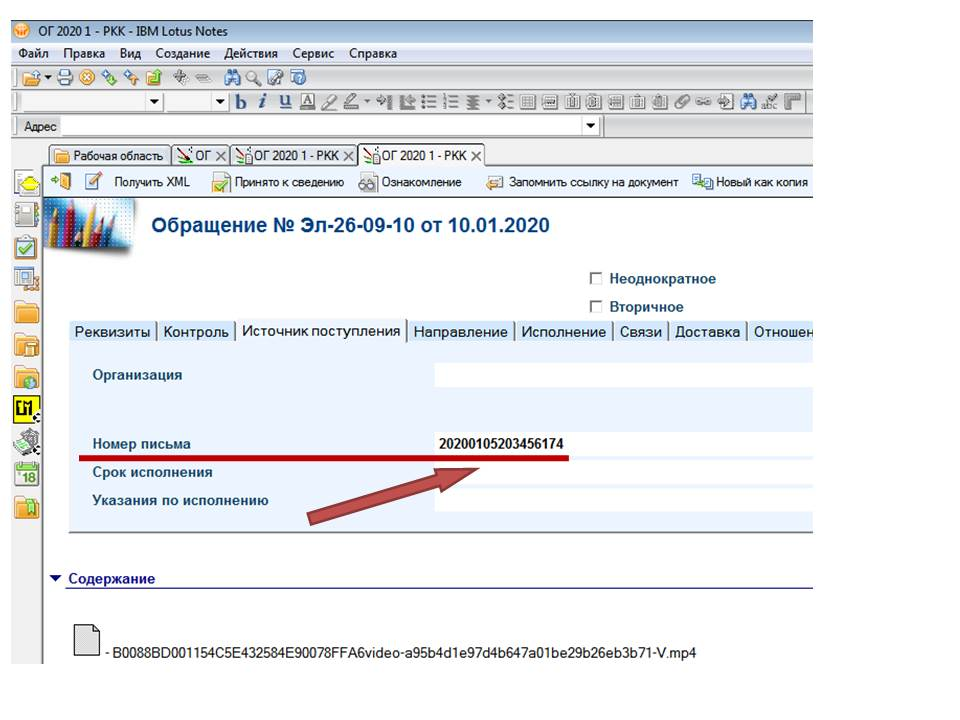 ОГ 2020 1 - РКК - IBM Lotus Notes
Файл Правка Вид Создание Действия Сервис Справка
b i u A
Адрес
Рабочая область ОГ ОГ 2020 1 - РКК ОГ 2020 1 - РКК
Получить XML Принято к сведению Ознакомление Запомнить ссылку на документ Новый как копия
Обращение № Эл-26-09-10 от 10.01.2020
Неоднократное
Вторичное
Реквизиты Контроль Источник поступления Направление Исполнение Связи Доставка Отношен
Организация
Номер письма 20200105203456174
Срок исполнения
Указания по исполнению
18
Содержание
- B0088BD001154C5E432584E90078FFA6video-a95b4d1e97d4b647a01be29b26eb3b71-V.mp4